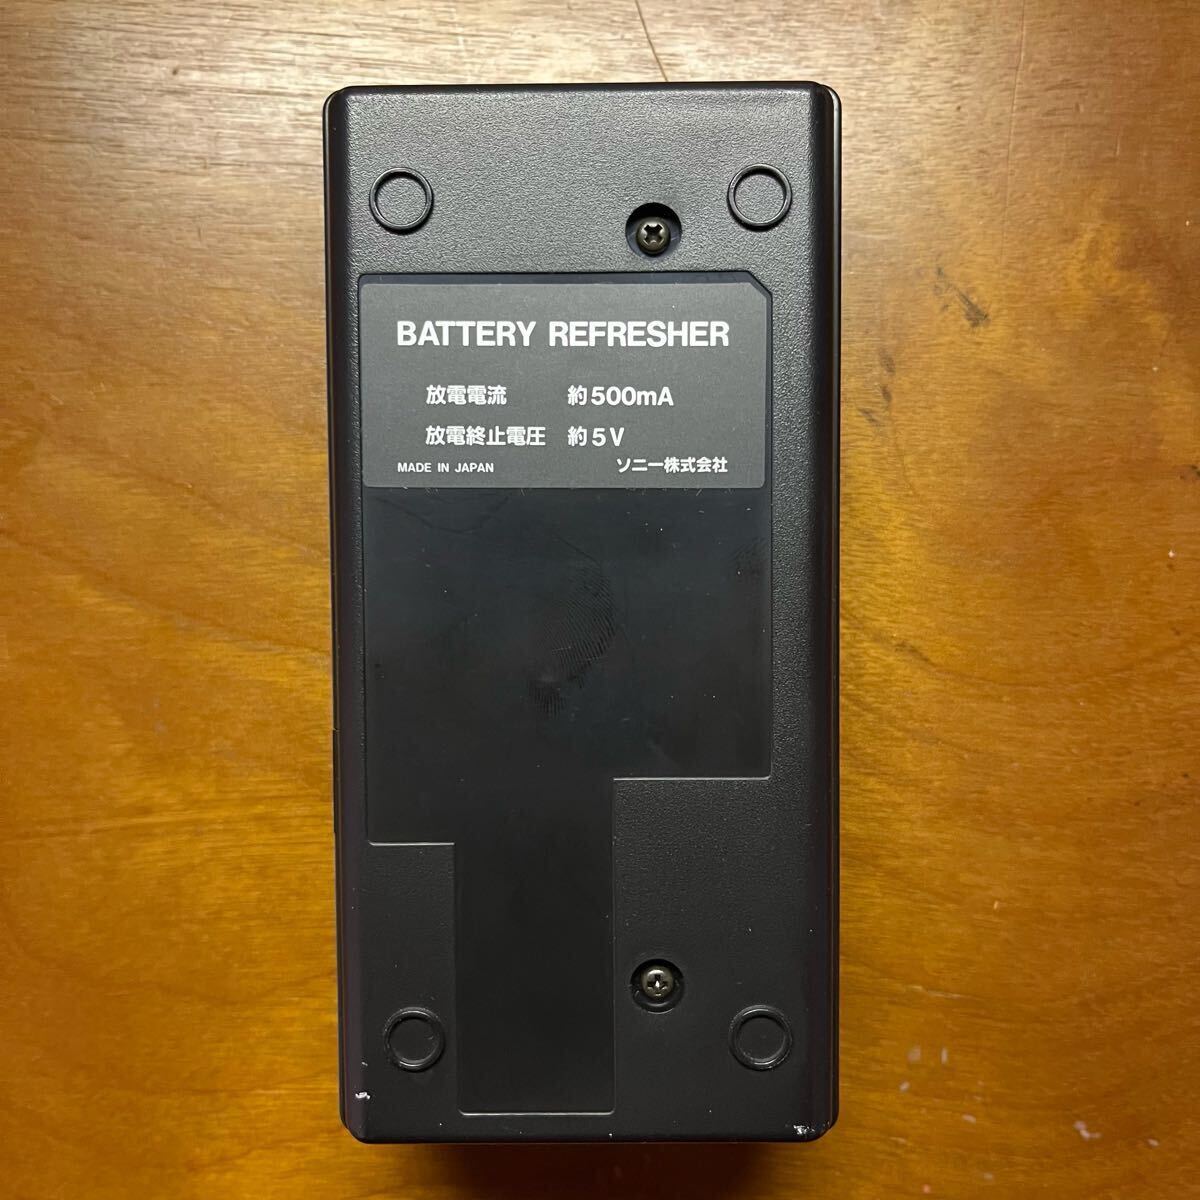 BATTERY REFRESHER
放電電流 約500mA
放電終止電圧 約5V
MADE IN JAPAN ソニー株式会社